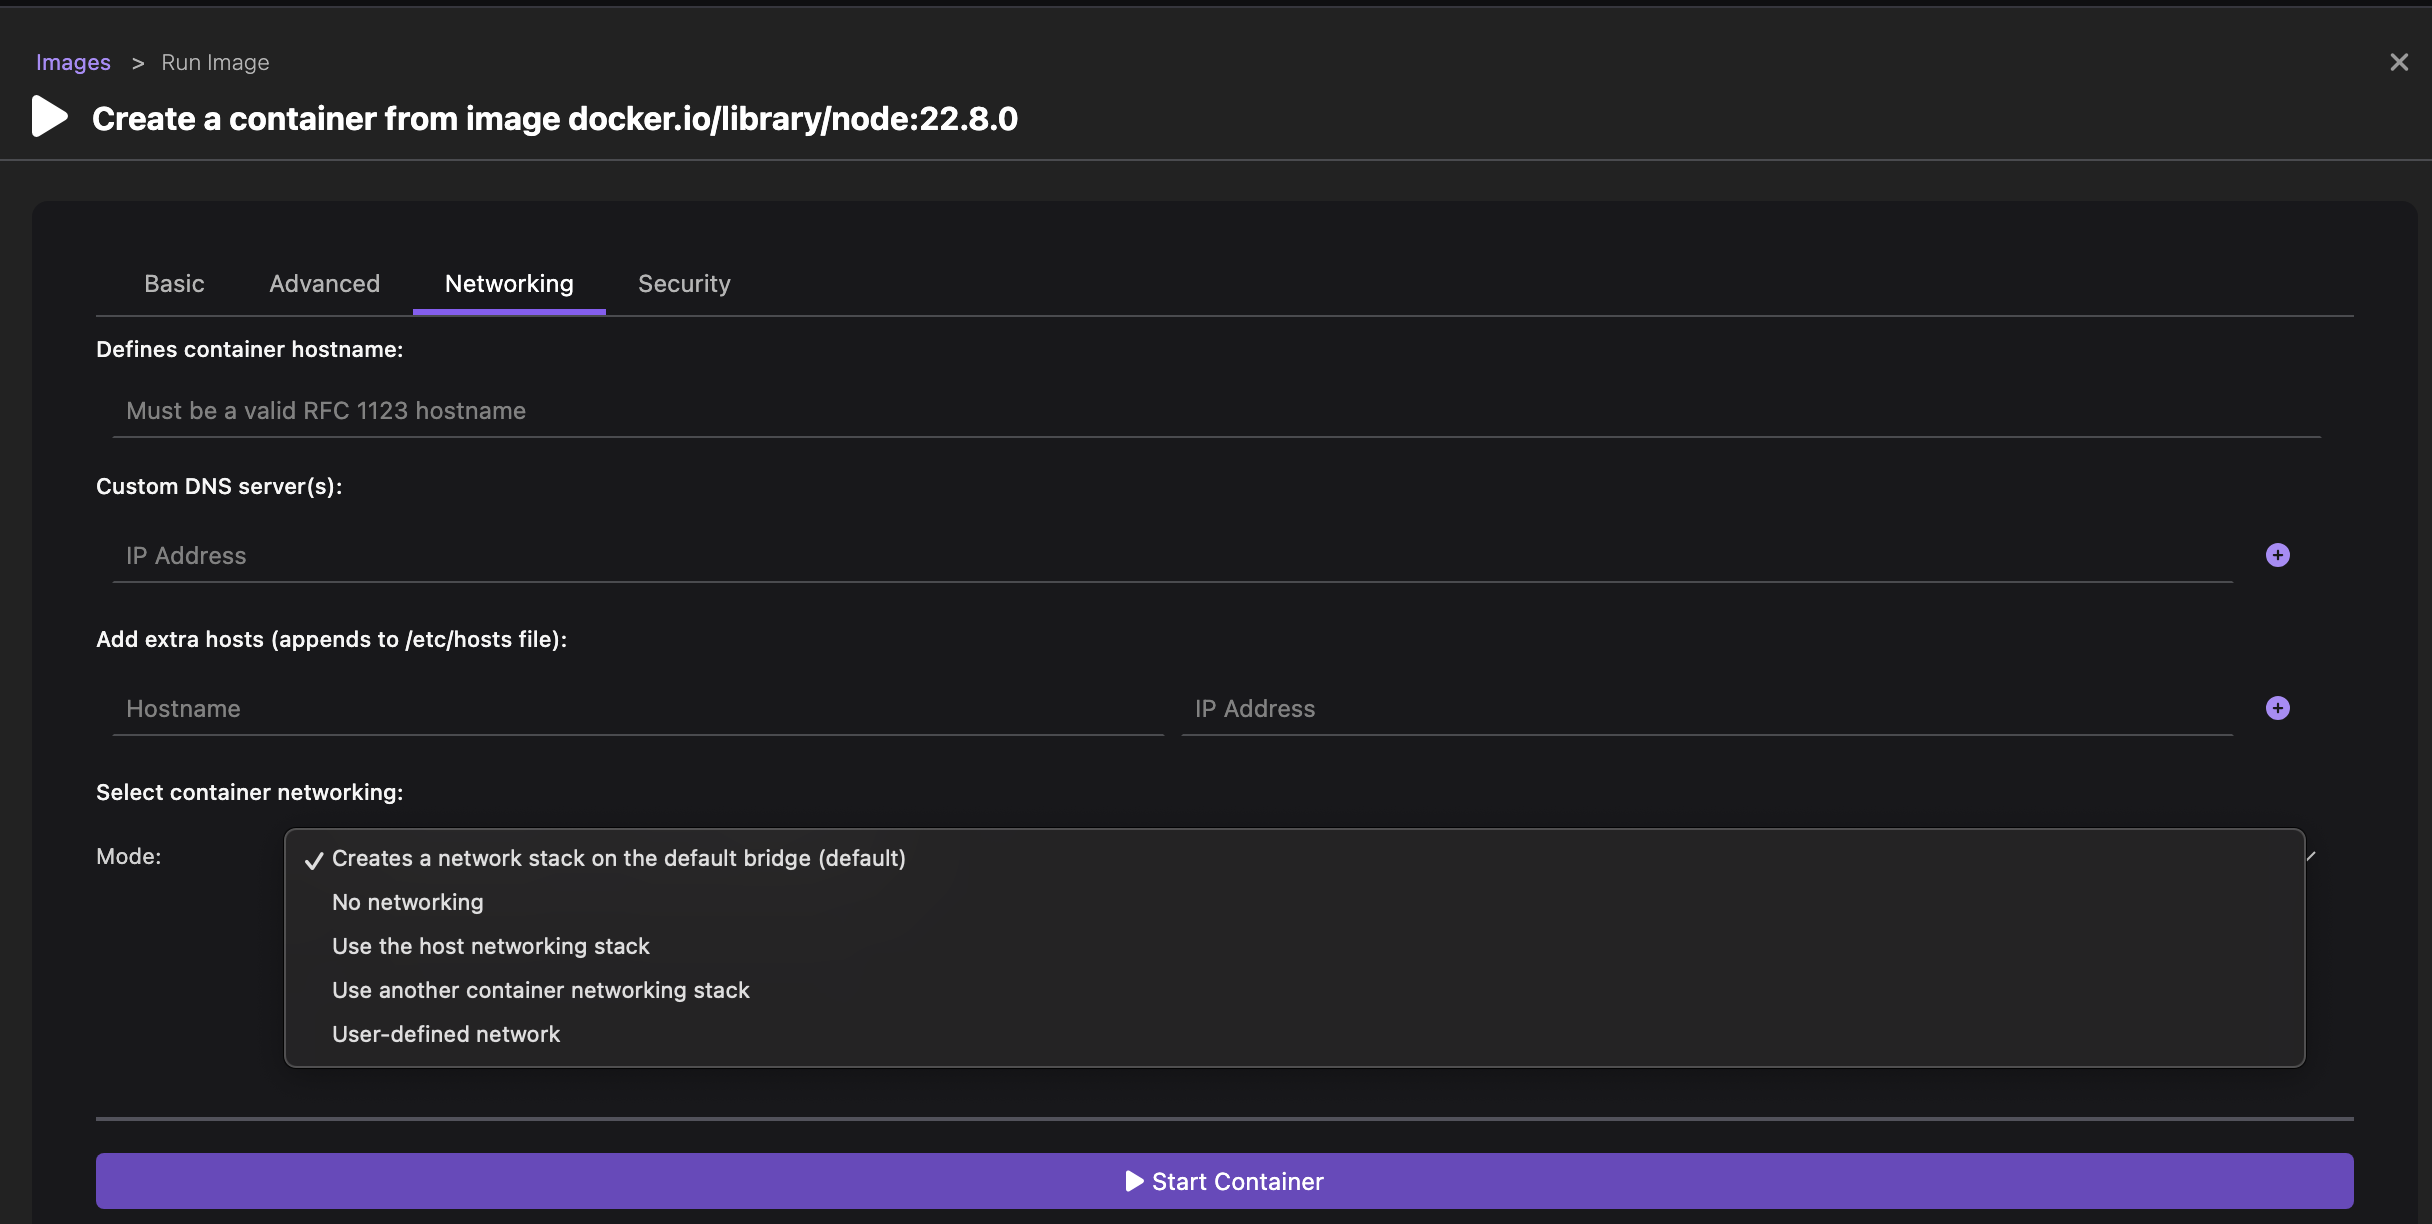 Images > Run Image
Create a container from image docker.io/library/node:22.8.0
Basic Advanced Networking Security
Defines container hostname:
Must be a valid RFC 1123 hostname
Custom DNS server(s):
IP Address
Add extra hosts (appends to /etc/hosts file):
Hostname IP Address
Select container networking:
Mode: Creates a network stack on the default bridge (default)
No networking
Use the host networking stack
Use another container networking stack
User-defined network
Start Container